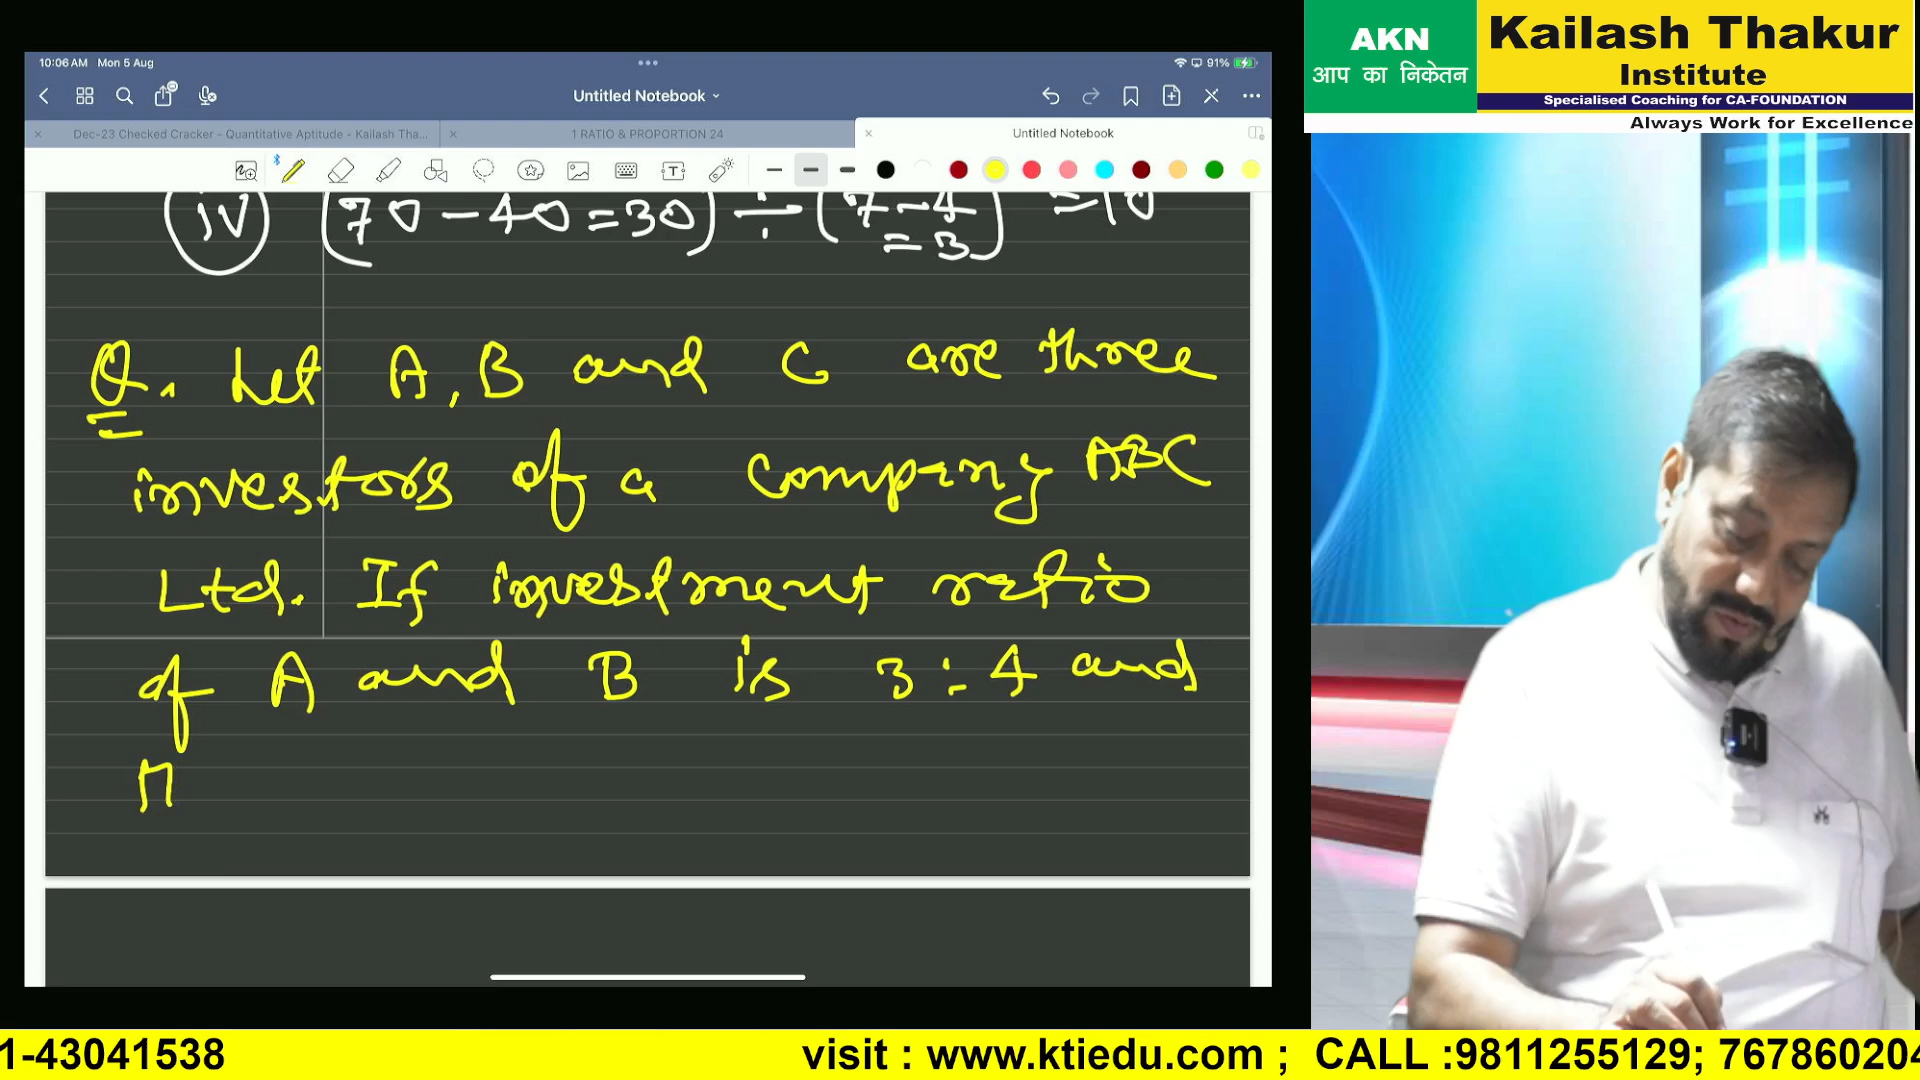 10:06 AM Mon 5 Aug
91%
Untitled Notebook
Dec-23 Checked Cracker - Quantitative Aptitude - Kailash Tha...
1 RATIO & PROPORTION 24
Untitled Notebook
iv) (70 - 40 = 30) ÷ (7 - 4 = 3) = 10
Q. Let A, B and C are three
investors of a company ABC
Ltd. If investment ratio
of A and B is 3 : 4 and
AKN
आप का निकेतन
Kailash Thakur
Institute
Specialised Coaching for CA-FOUNDATION
Always Work for Excellence
1-43041538 visit : www.ktiedu.com ; CALL :9811255129; 767860204